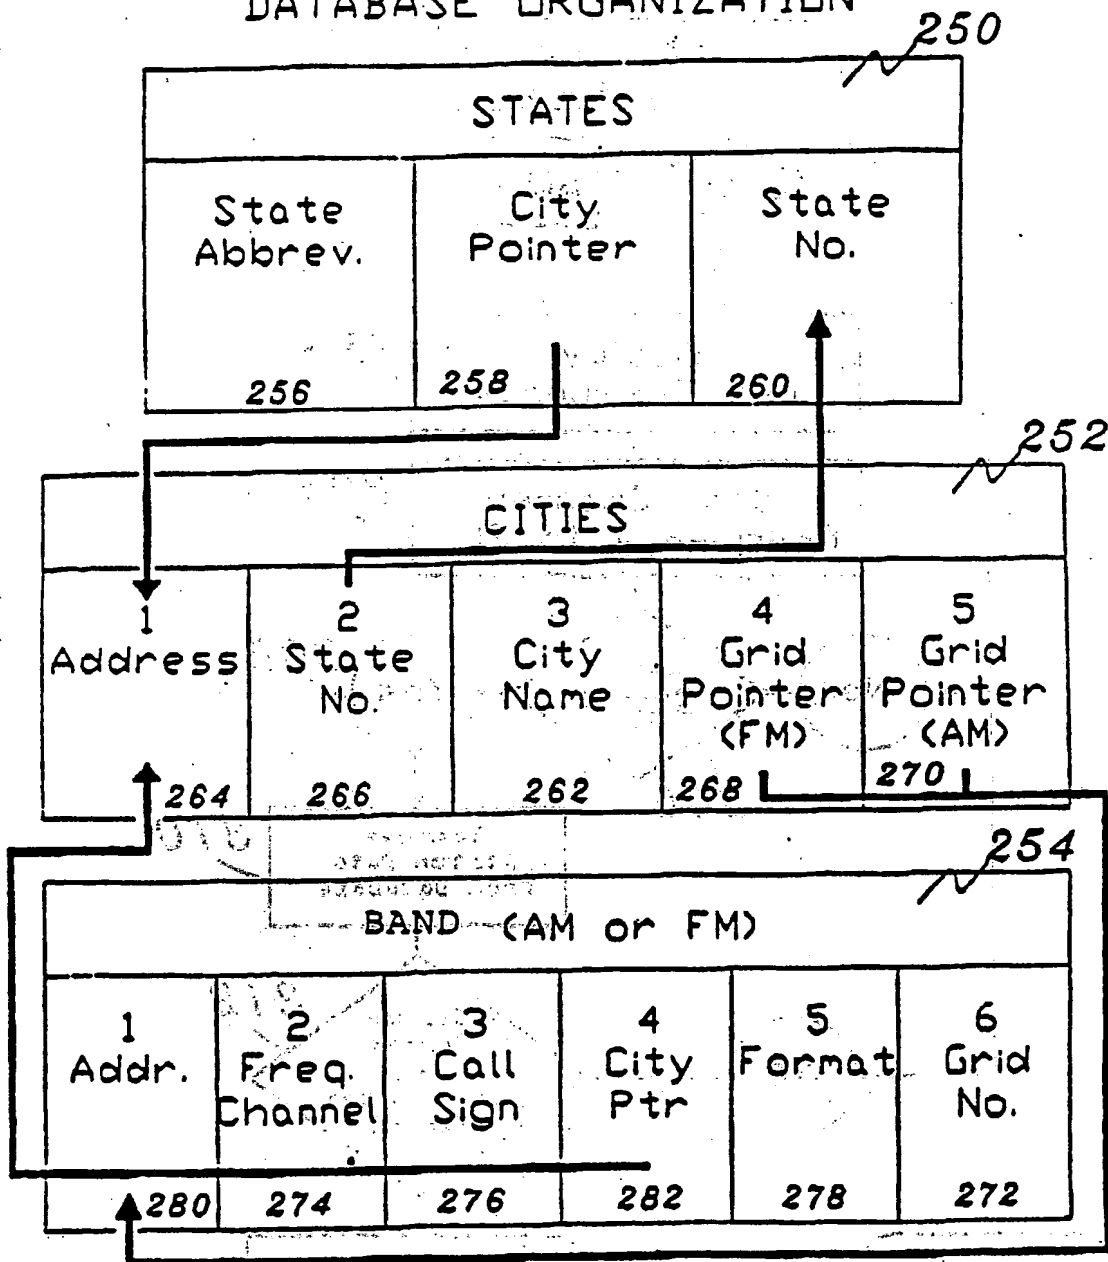 DATABASE ORGANIZATION
250
STATES
State Abbrev.
City Pointer
State No.
256
258
260
252
CITIES
1 Address
2 State No.
3 City Name
4 Grid Pointer (FM)
5 Grid Pointer (AM)
264
266
262
268
270
254
BAND (AM or FM)
1 Addr.
2 Freq. Channel
3 Call Sign
4 City Ptr
5 Format
6 Grid No.
280
274
276
282
278
272